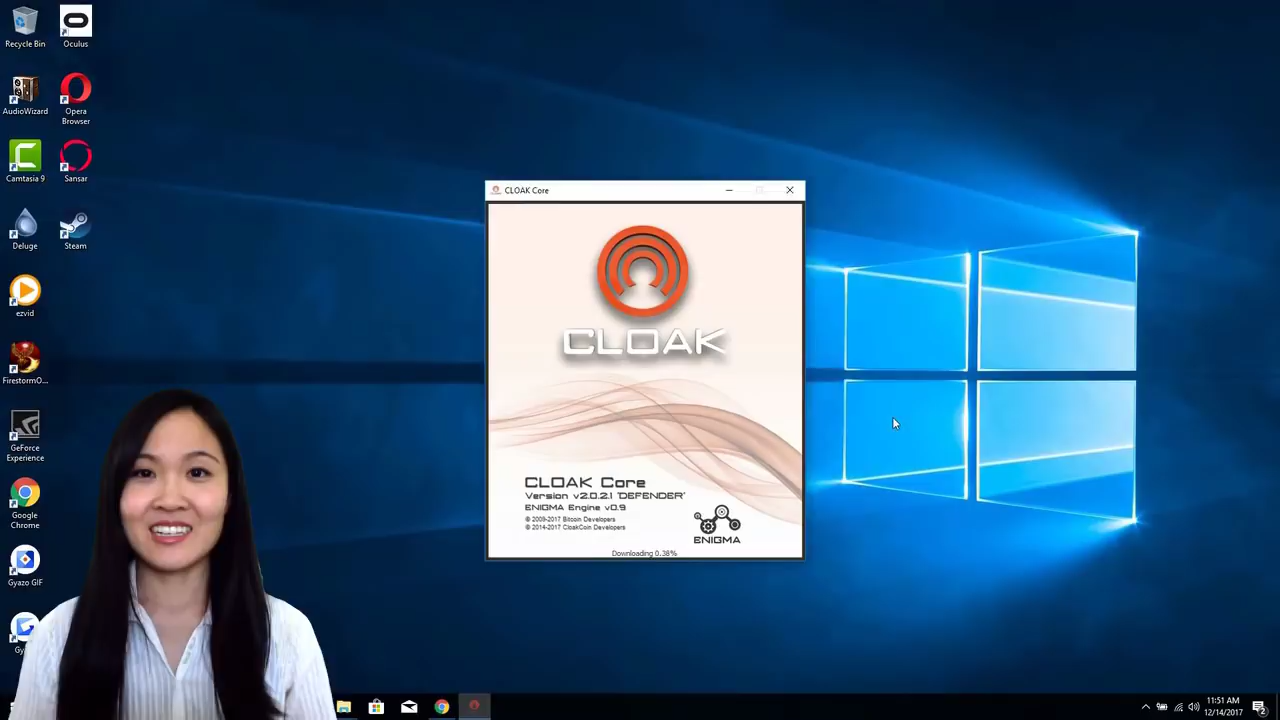 Recycle Bin
Oculus
AudioWizard
Opera
Browser
Camtasia 9
Sansar
Deluge
Steam
ezvid
FirestormO...
GeForce
Experience
Google
Chrome
Gyazo GIF
Gy
CLOAK Core
CLOAK
CLOAK Core
Version v2.0.2.1 'DEFENDER'
ENIGMA Engine v0.9
© 2009-2017 Bitcoin Developers
© 2014-2017 CloakCoin Developers
ENIGMA
Downloading 0.38%
11:51 AM
12/14/2017
2